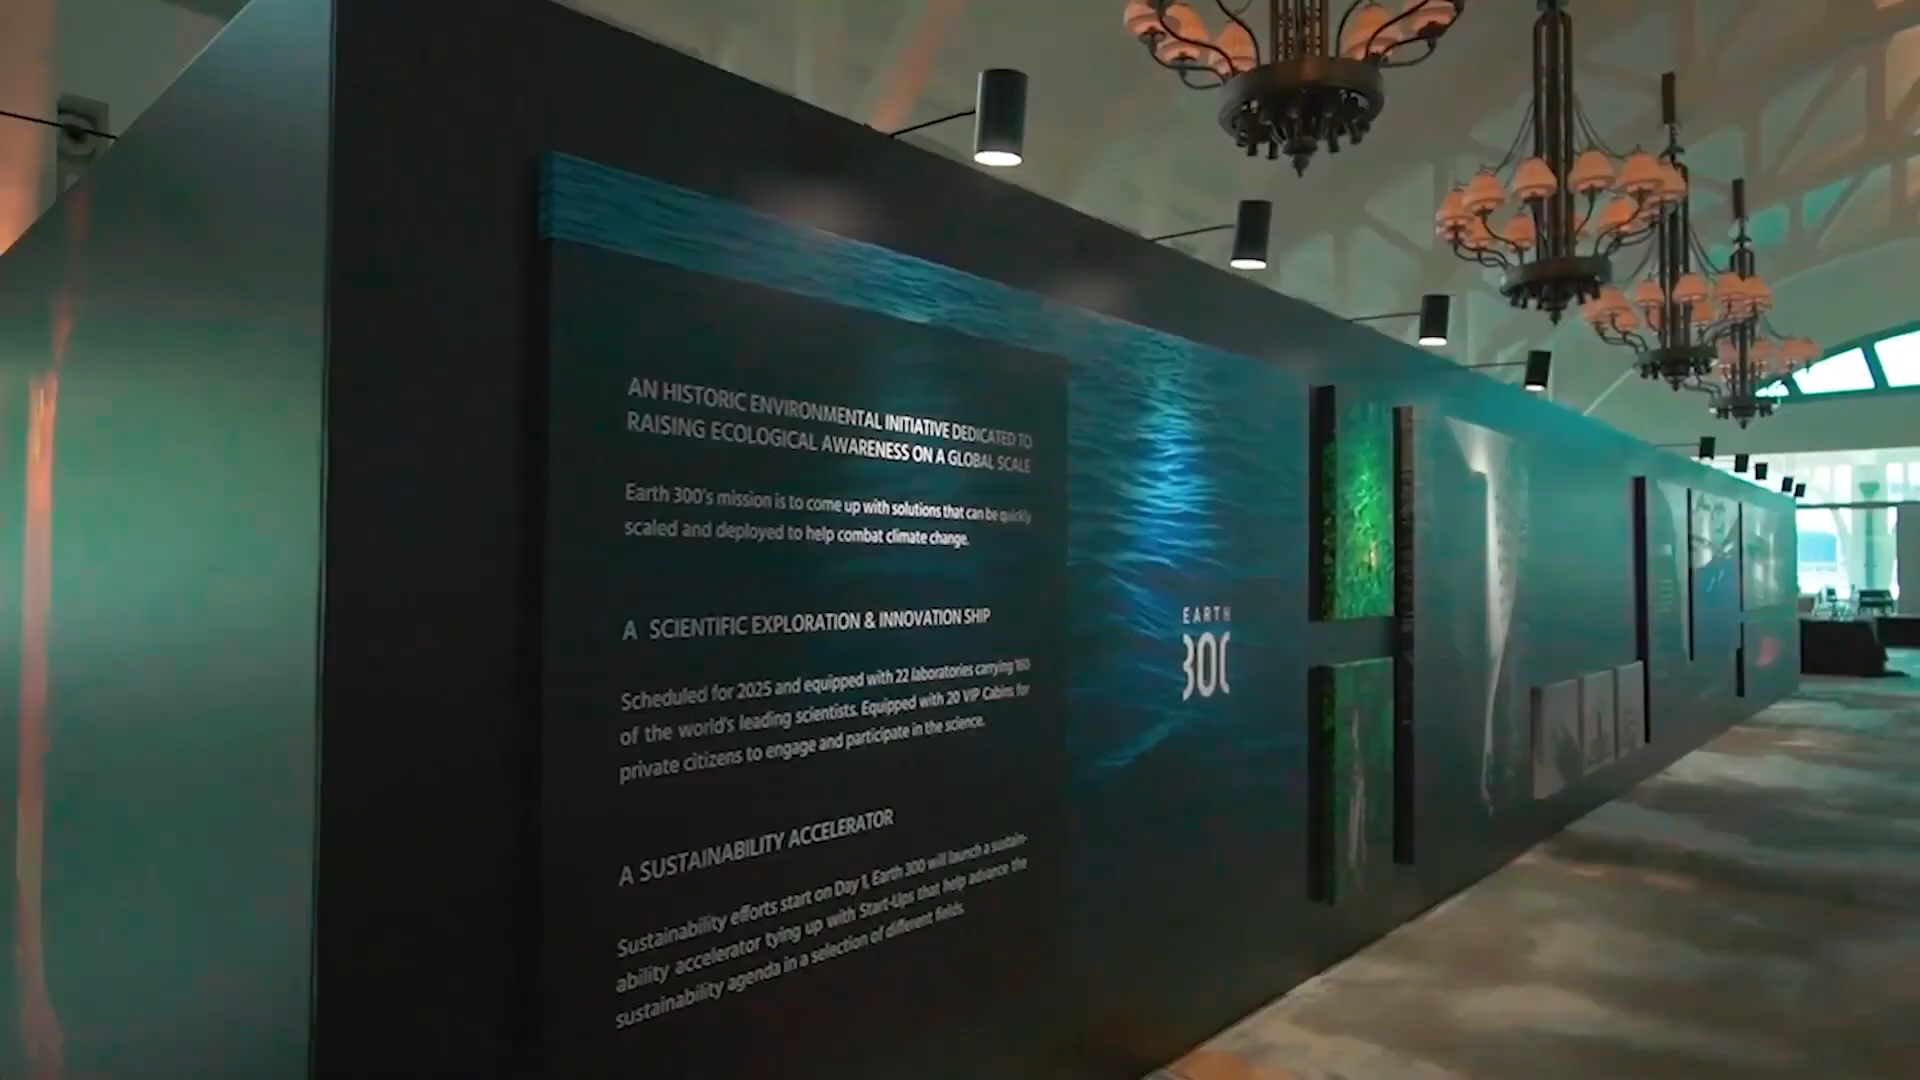 AN HISTORIC ENVIRONMENTAL INITIATIVE DEDICATED TO
RAISING ECOLOGICAL AWARENESS ON A GLOBAL SCALE
Earth 300's mission is to come up with solutions that can be quickly
scaled and deployed to help combat climate change.
A SCIENTIFIC EXPLORATION & INNOVATION SHIP
Scheduled for 2025 and equipped with 22 laboratories carrying 160
of the world's leading scientists. Equipped with 20 VIP Cabins for
private citizens to engage and participate in the science.
A SUSTAINABILITY ACCELERATOR
Sustainability efforts start on Day 1, Earth 300 will launch a sustain-
ability accelerator tying up with Start-Ups that help advance the
sustainability agenda in a selection of different fields.
EARTH
300